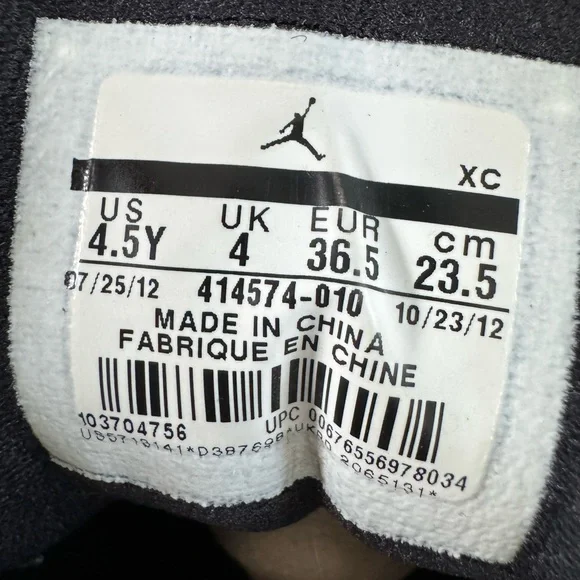 XC
US UK EUR cm
4.5Y 4 36.5 23.5
07/25/12 414574-010 10/23/12
MADE IN CHINA
FABRIQUE EN CHINE
103704756 UPC 00676556978034